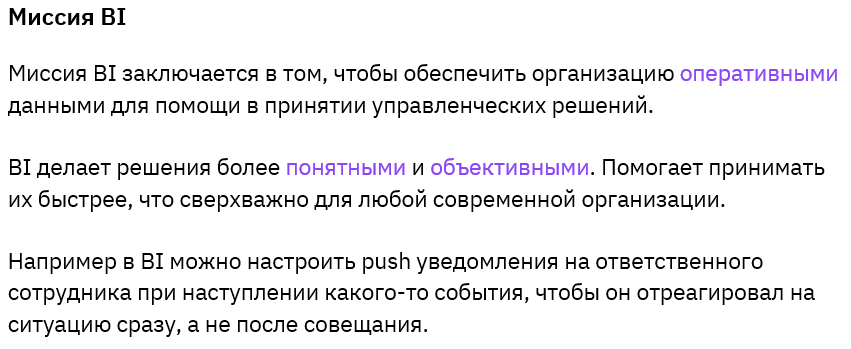 Миссия BI
Миссия BI заключается в том, чтобы обеспечить организацию оперативными
данными для помощи в принятии управленческих решений.
BI делает решения более понятными и объективными. Помогает принимать
их быстрее, что сверхважно для любой современной организации.
Например в BI можно настроить push уведомления на ответственного
сотрудника при наступлении какого-то события, чтобы он отреагировал на
ситуацию сразу, а не после совещания.